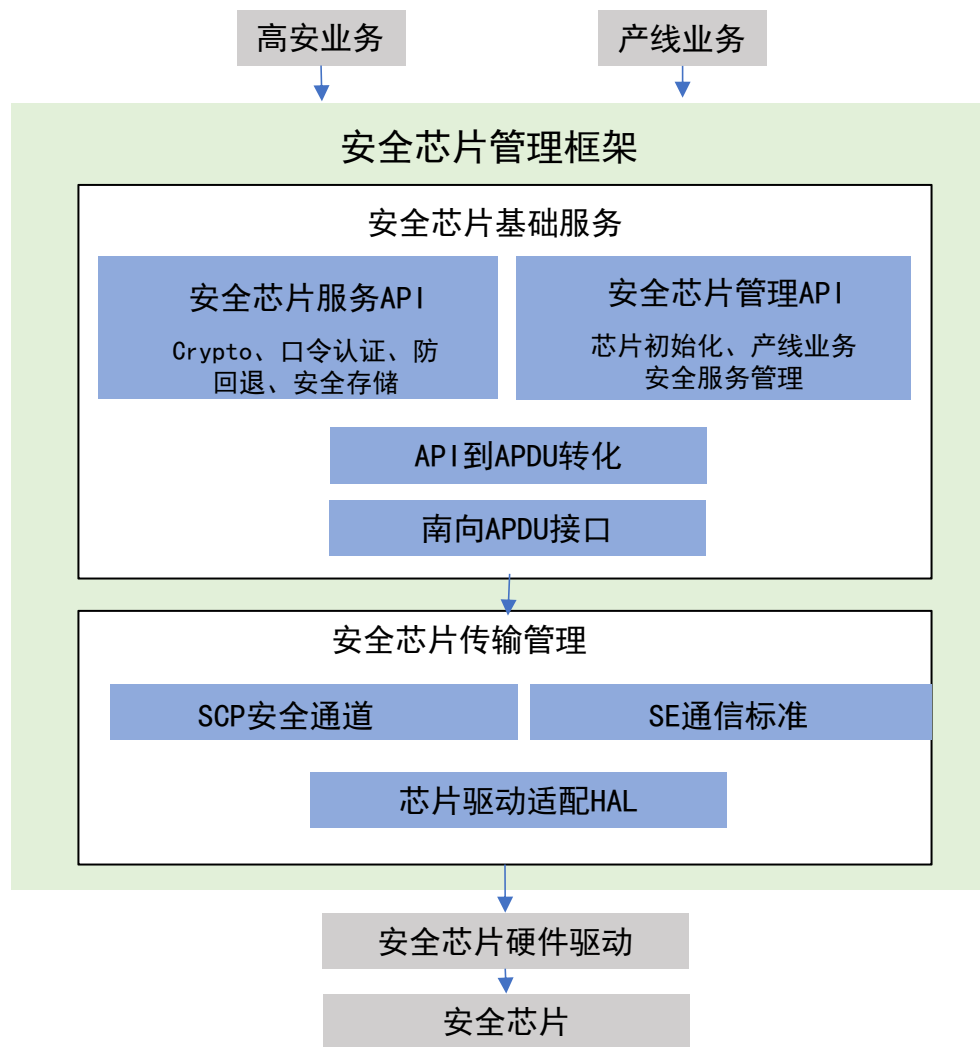 高安业务
产线业务
安全芯片管理框架
安全芯片基础服务
安全芯片服务API
Crypto、口令认证、防
回退、安全存储
安全芯片管理API
芯片初始化、产线业务
安全服务管理
API到APDU转化
南向APDU接口
安全芯片传输管理
SCP安全通道
SE通信标准
芯片驱动适配HAL
安全芯片硬件驱动
安全芯片